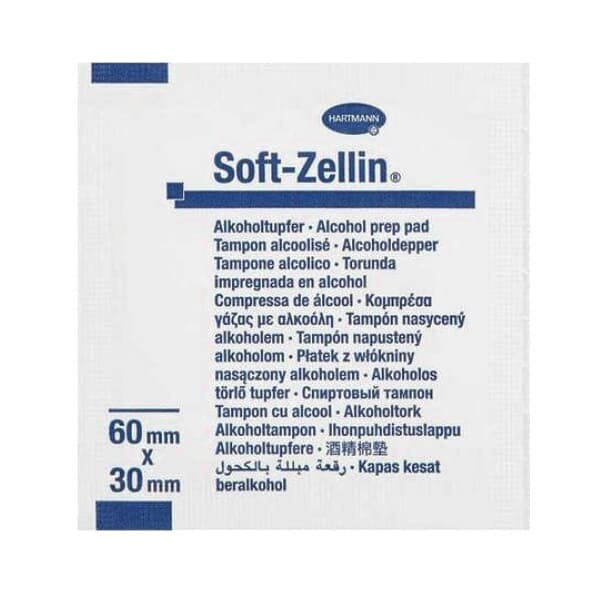 HARTMANN
Soft-Zellin®
Alkoholtupfer • Alcohol prep pad
Tampon alcoolisé • Alcoholdepper
Tampone alcolico • Torunda
impregnada en alcohol
Compressa de álcool • Κομπρέσα
γάζας με αλκοόλη • Tampón nasycený
alkoholem • Tampón napustený
alkoholom • Płatek z włókniny
nasączony alkoholem • Alkoholos
törlő tupfer • Спиртовый тампон
Tampon cu alcool • Alkoholtork
Alkoholtampon • Ihonpuhdistuslappu
Alkoholtupfere • 酒精棉墊
رقعة مبللة بالكحول • Kapas kesat
beralkohol
60 mm
X
30 mm